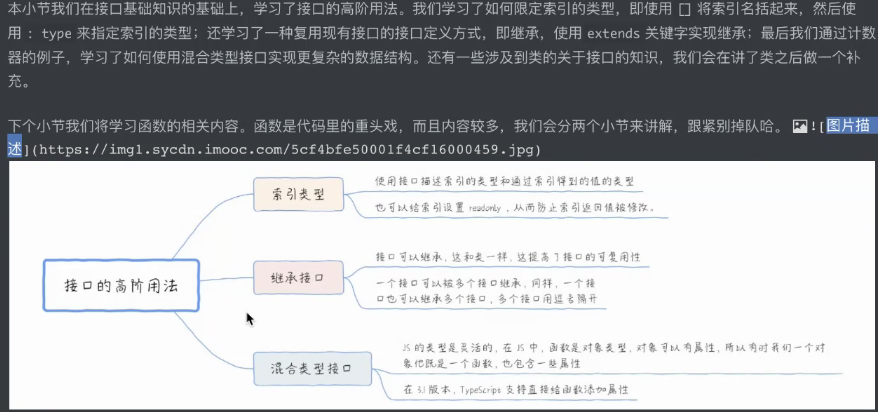 本小节我们在接口基础知识的基础上，学习了接口的高阶用法。我们学习了如何限定索引的类型，即使用 [] 将索引名括起来，然后使
用 : type 来指定索引的类型；还学习了一种复用现有接口的接口定义方式，即继承，使用 extends 关键字实现继承；最后我们通过计数
器的例子，学习了如何使用混合类型接口实现更复杂的数据结构。还有一些涉及到类的关于接口的知识，我们会在讲了类之后做一个补
充。
下个小节我们将学习函数的相关内容。函数是代码里的重头戏，而且内容较多，我们会分两个小节来讲解，跟紧别掉队哈。 ![图片描
述](https://img1.sycdn.imooc.com/5cf4bfe50001f4cf16000459.jpg)
接口的高阶用法
索引类型
使用接口描述索引的类型和通过索引得到的值的类型
也可以给索引设置 readonly，从而防止索引返回值被修改。
继承接口
接口可以继承，这和类一样，这提高了接口的可复用性
一个接口可以被多个接口继承，同样，一个接
口也可以继承多个接口，多个接口用逗号隔开
混合类型接口
JS 的类型是灵活的，在 JS 中，函数是对象类型，对象可以有属性，所以有时我们一个对
象他既是一个函数，也包含一些属性
在 3.1 版本，TypeScript 支持直接给函数添加属性